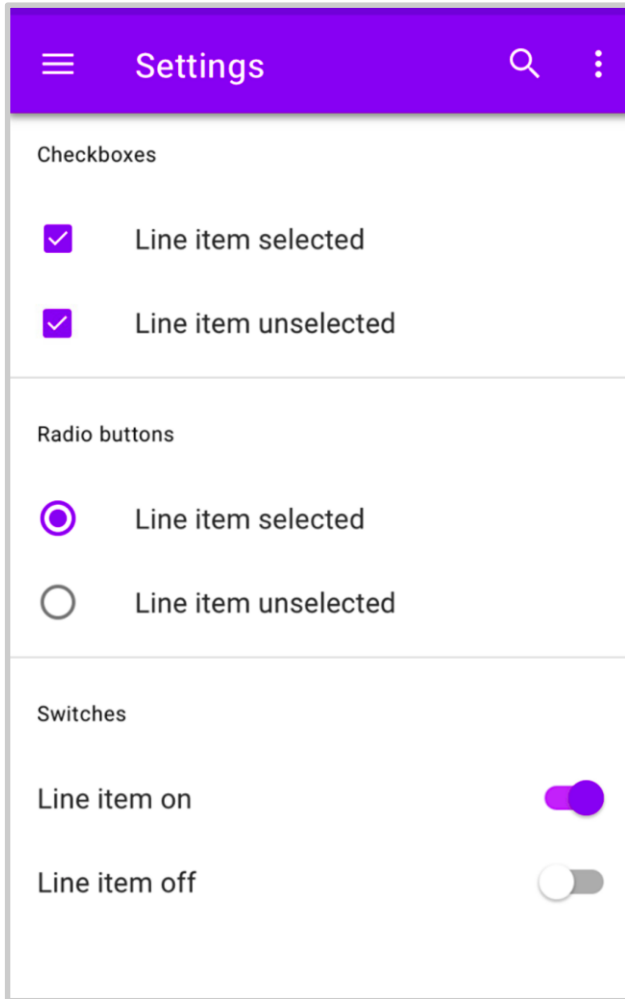 Settings
Checkboxes
Line item selected
Line item unselected
Radio buttons
Line item selected
Line item unselected
Switches
Line item on
Line item off